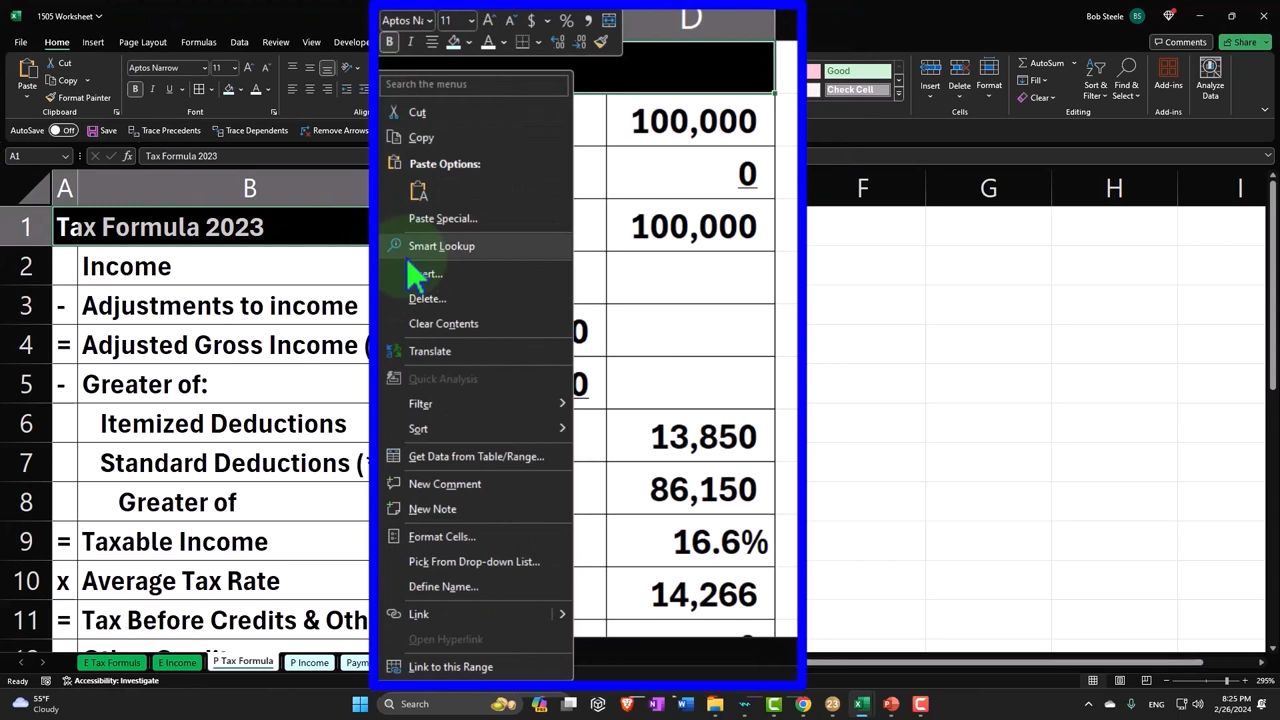 1505 Worksheet
Bo Steele
BS
File
Home
Insert
Page Layout
Formulas
Data
Review
View
Develope
Comments
Share
Paste
Cut
Copy
Format Painter
Clipboard
Aptos Narrow
11
Good
Check Cell
Insert
Delete
Format
Cells
AutoSum
Fill
Clear
Sort &
Filter
Find &
Select
Editing
Add-ins
Add-ins
Analyze
Data
AutoSave
Off
Save
Trace Precedents
Trace Dependents
Remove Arrows
A1
fx
Tax Formula 2023
A B D F G H I
1 Tax Formula 2023
2 Income 100,000
3 - Adjustments to income 0
4 = Adjusted Gross Income ( 100,000
5 - Greater of:
6 Itemized Deductions 0
7 Standard Deductions (* 0
8 Greater of 13,850
9 = Taxable Income 86,150
10 x Average Tax Rate 16.6%
11 = Tax Before Credits & Oth 14,266
Aptos Na
11
Search the menus
Cut
Copy
Paste Options:
Paste Special...
Smart Lookup
Delete...
Clear Contents
Translate
Quick Analysis
Filter
Sort
Get Data from Table/Range...
New Comment
New Note
Format Cells...
Pick From Drop-down List...
Define Name...
Link
Open Hyperlink
Link to this Range
E Tax Formuls
E Income
P Tax Formula
P Income
Paym
Ready
Accessibility: Investigate
295%
55°F
Cloudy
Search
8:25 PM
2/26/2024